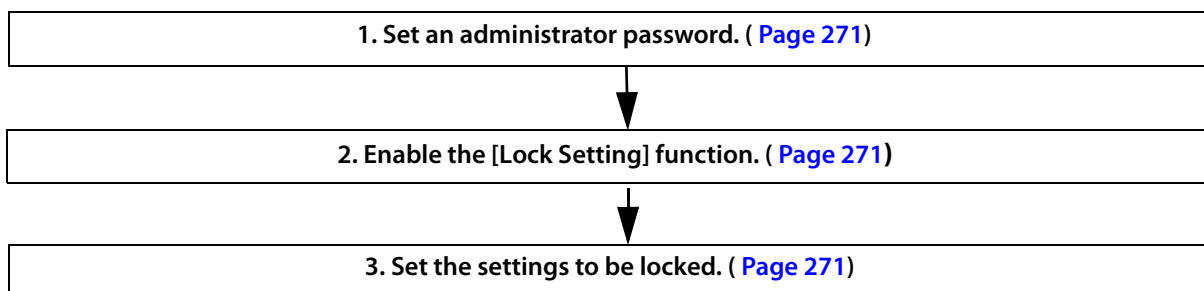 1. Set an administrator password. ( Page 271)
2. Enable the [Lock Setting] function. ( Page 271)
3. Set the settings to be locked. ( Page 271)